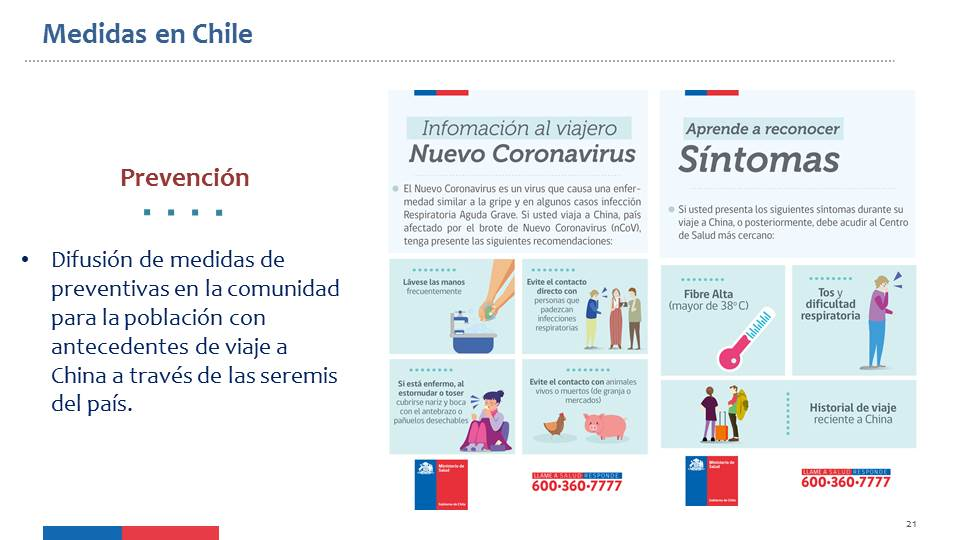 Medidas en Chile
Prevención
• Difusión de medidas de
preventivas en la comunidad
para la población con
antecedentes de viaje a
China a través de las seremis
del país.
Infomación al viajero
Nuevo Coronavirus
El Nuevo Coronavirus es un virus que causa una enfer-
medad similar a la gripe y en algunos casos infección
Respiratoria Aguda Grave. Si usted viaja a China, país
afectado por el brote de Nuevo Coronavirus (nCoV),
tenga presente las siguientes recomendaciones:
Lávese las manos
frecuentemente
Evite el contacto
directo con
personas que
padezcan
infecciones
respiratorias
Si está enfermo, al
estornudar o toser
cubrirse nariz y boca
con el antebrazo o
pañuelos desechables
Evite el contacto con animales
vivos o muertos (de granja o
mercados)
Ministerio de
Salud
Gobierno de Chile
LLAME A SALUD RESPONDE
600·360·7777
Aprende a reconocer
Síntomas
Si usted presenta los siguientes síntomas durante su
viaje a China, o posteriormente, debe acudir al Centro
de Salud más cercano:
Fibre Alta
(mayor de 38° C)
Tos y
dificultad
respiratoria
Historial de viaje
reciente a China
Ministerio de
Salud
Gobierno de Chile
LLAME A SALUD RESPONDE
600·360·7777
21